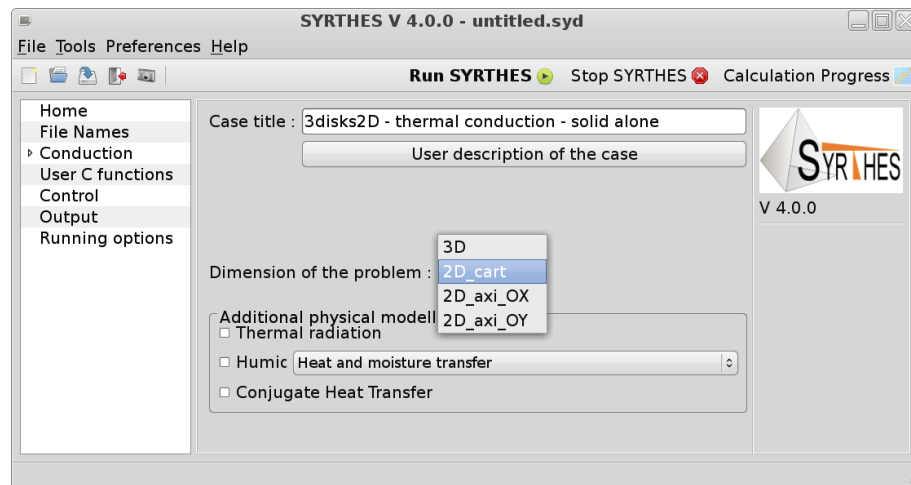 SYRTHES V 4.0.0 - untitled.syd
File Tools Preferences Help
Run SYRTHES Stop SYRTHES Calculation Progress
Home
File Names
Conduction
User C functions
Control
Output
Running options
Case title : 3disks2D - thermal conduction - solid alone
User description of the case
Dimension of the problem :
3D
2D_cart
2D_axi_OX
2D_axi_OY
Additional physical modell
Thermal radiation
Humic Heat and moisture transfer
Conjugate Heat Transfer
SYRTHES
V 4.0.0